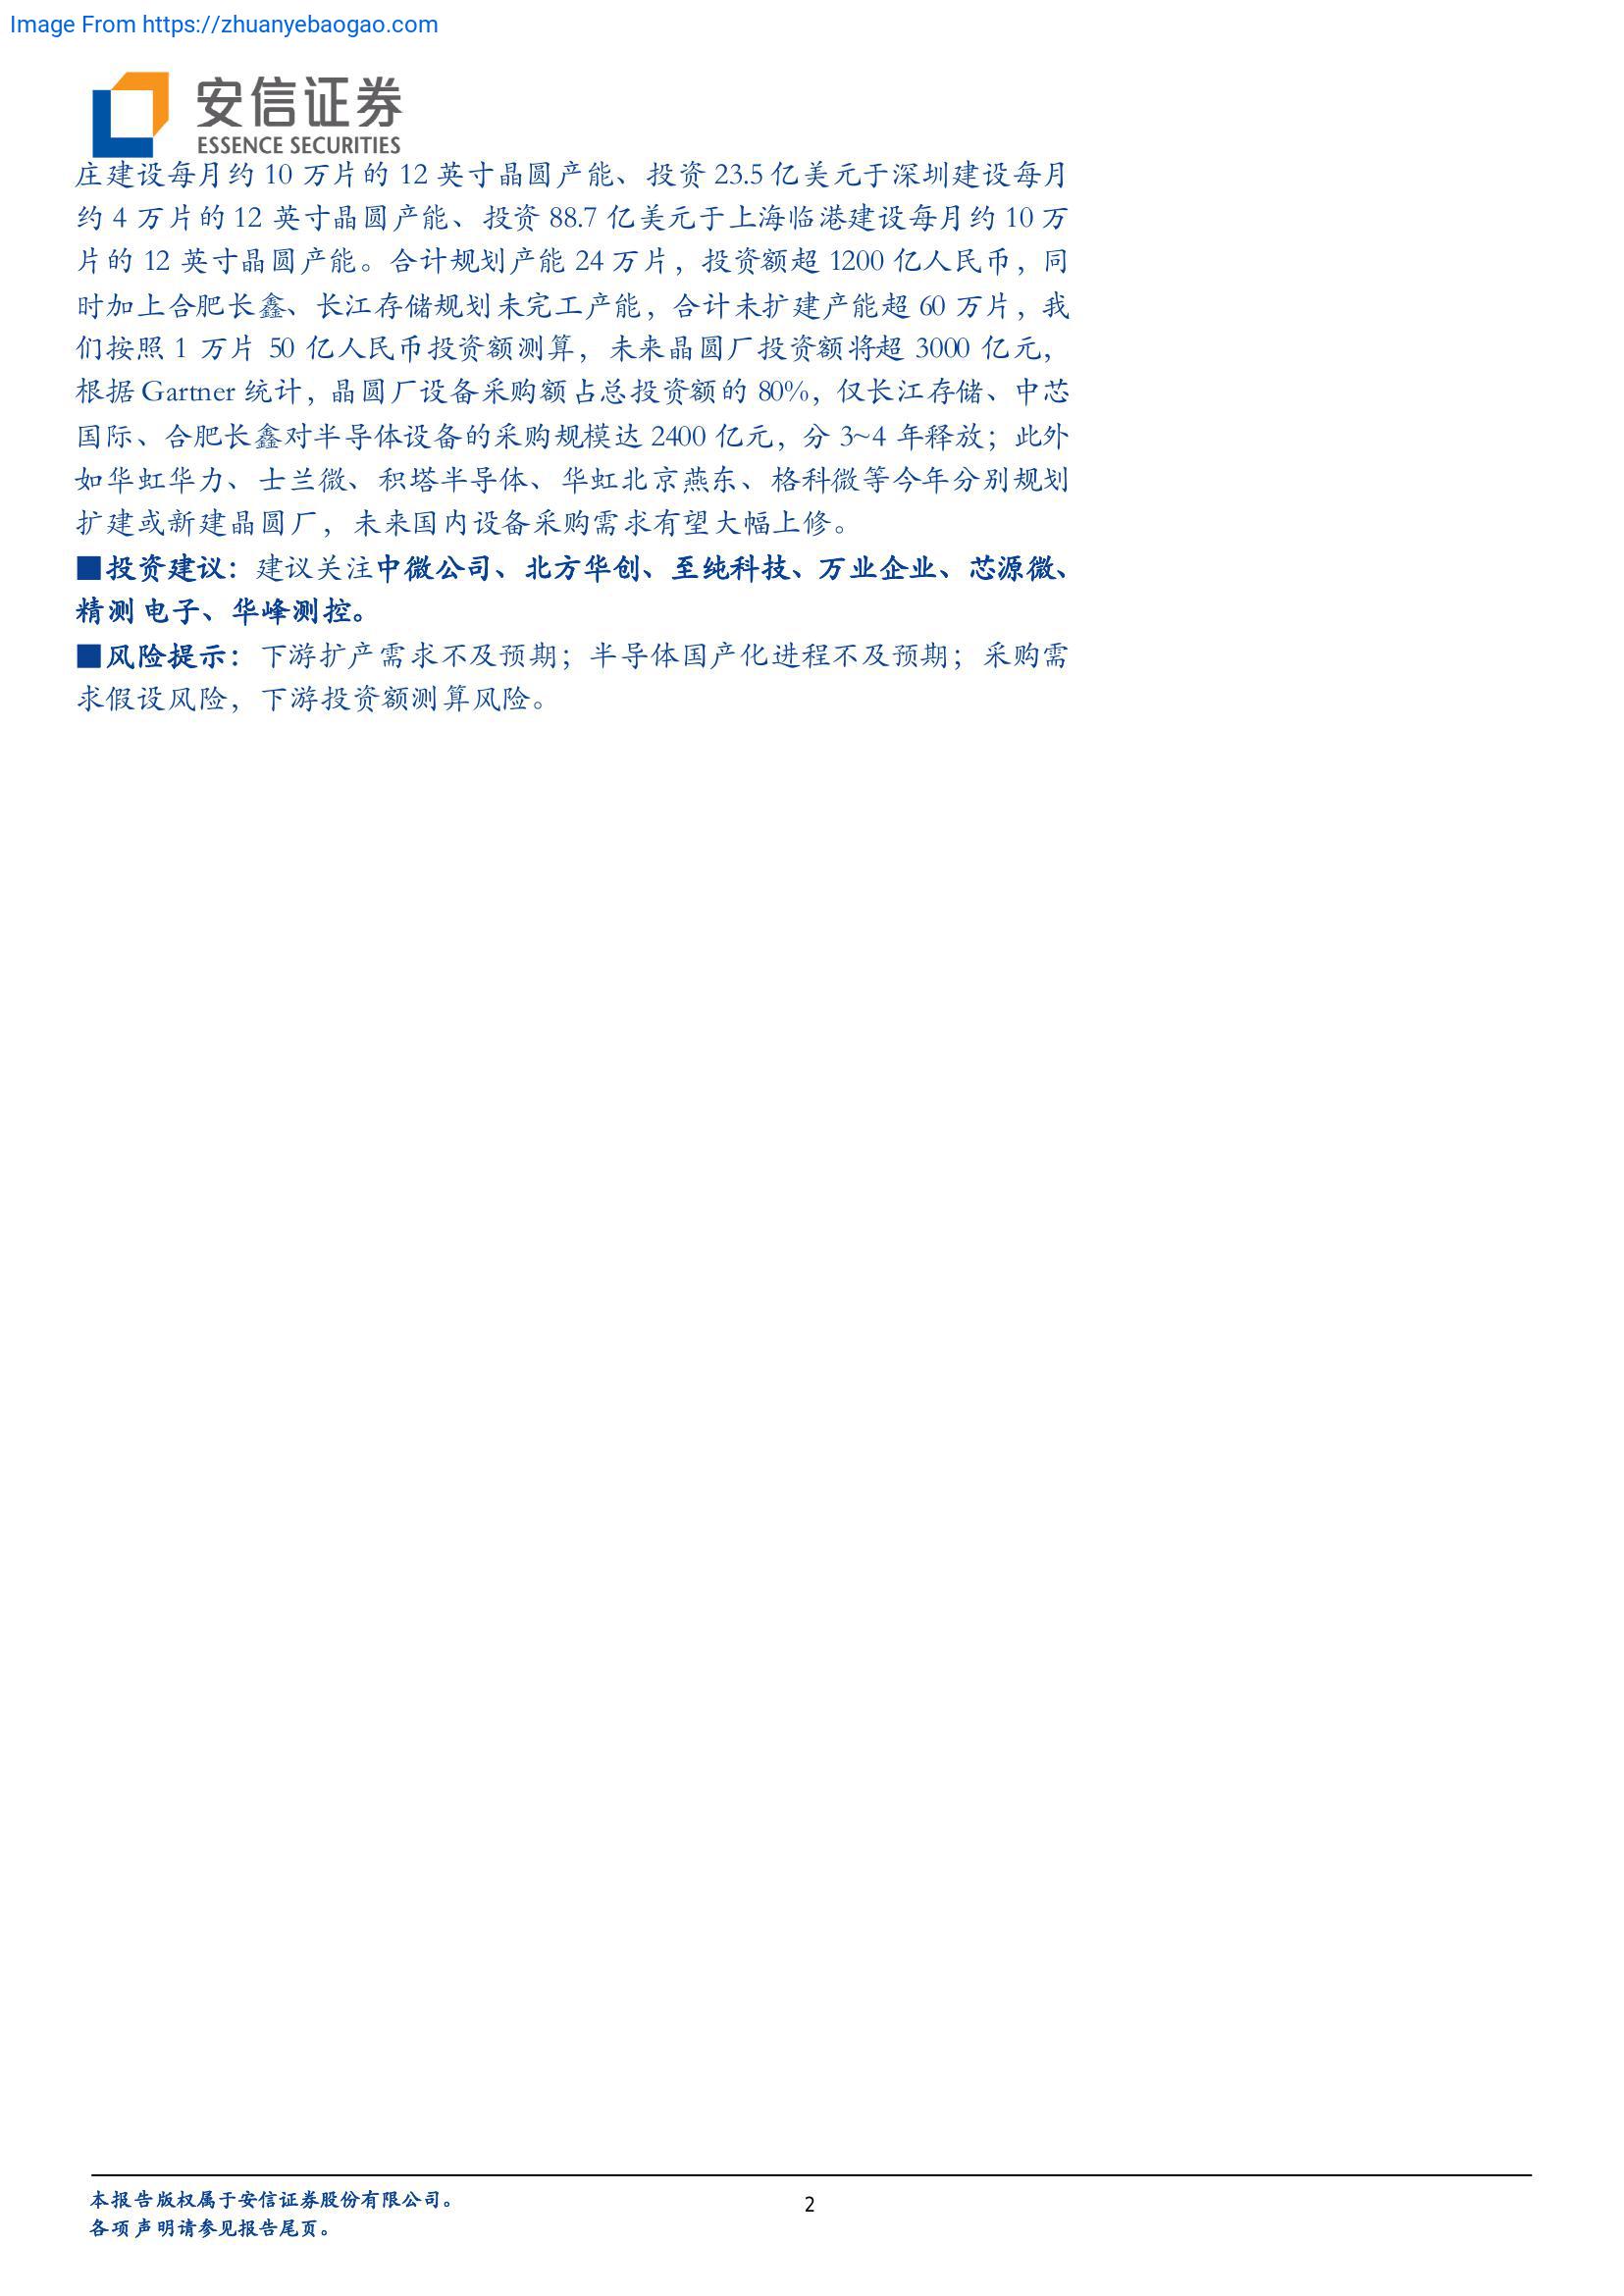 Image From https://zhuanyebaogao.com
安信证券
ESSENCE SECURITIES
庄建设每月约 10 万片的 12 英寸晶圆产能、投资 23.5 亿美元于深圳建设每月
约 4 万片的 12 英寸晶圆产能、投资 88.7 亿美元于上海临港建设每月约 10 万
片的 12 英寸晶圆产能。合计规划产能 24 万片，投资额超 1200 亿人民币，同
时加上合肥长鑫、长江存储规划未完工产能，合计未扩建产能超 60 万片，我
们按照 1 万片 50 亿人民币投资额测算，未来晶圆厂投资额将超 3000 亿元，
根据 Gartner 统计，晶圆厂设备采购额占总投资额的 80%，仅长江存储、中芯
国际、合肥长鑫对半导体设备的采购规模达 2400 亿元，分 3~4 年释放；此外
如华虹华力、士兰微、积塔半导体、华虹北京燕东、格科微等今年分别规划
扩建或新建晶圆厂，未来国内设备采购需求有望大幅上修。
■投资建议：建议关注中微公司、北方华创、至纯科技、万业企业、芯源微、
精测电子、华峰测控。
■风险提示：下游扩产需求不及预期；半导体国产化进程不及预期；采购需
求假设风险，下游投资额测算风险。
本报告版权属于安信证券股份有限公司。
2
各项声明请参见报告尾页。